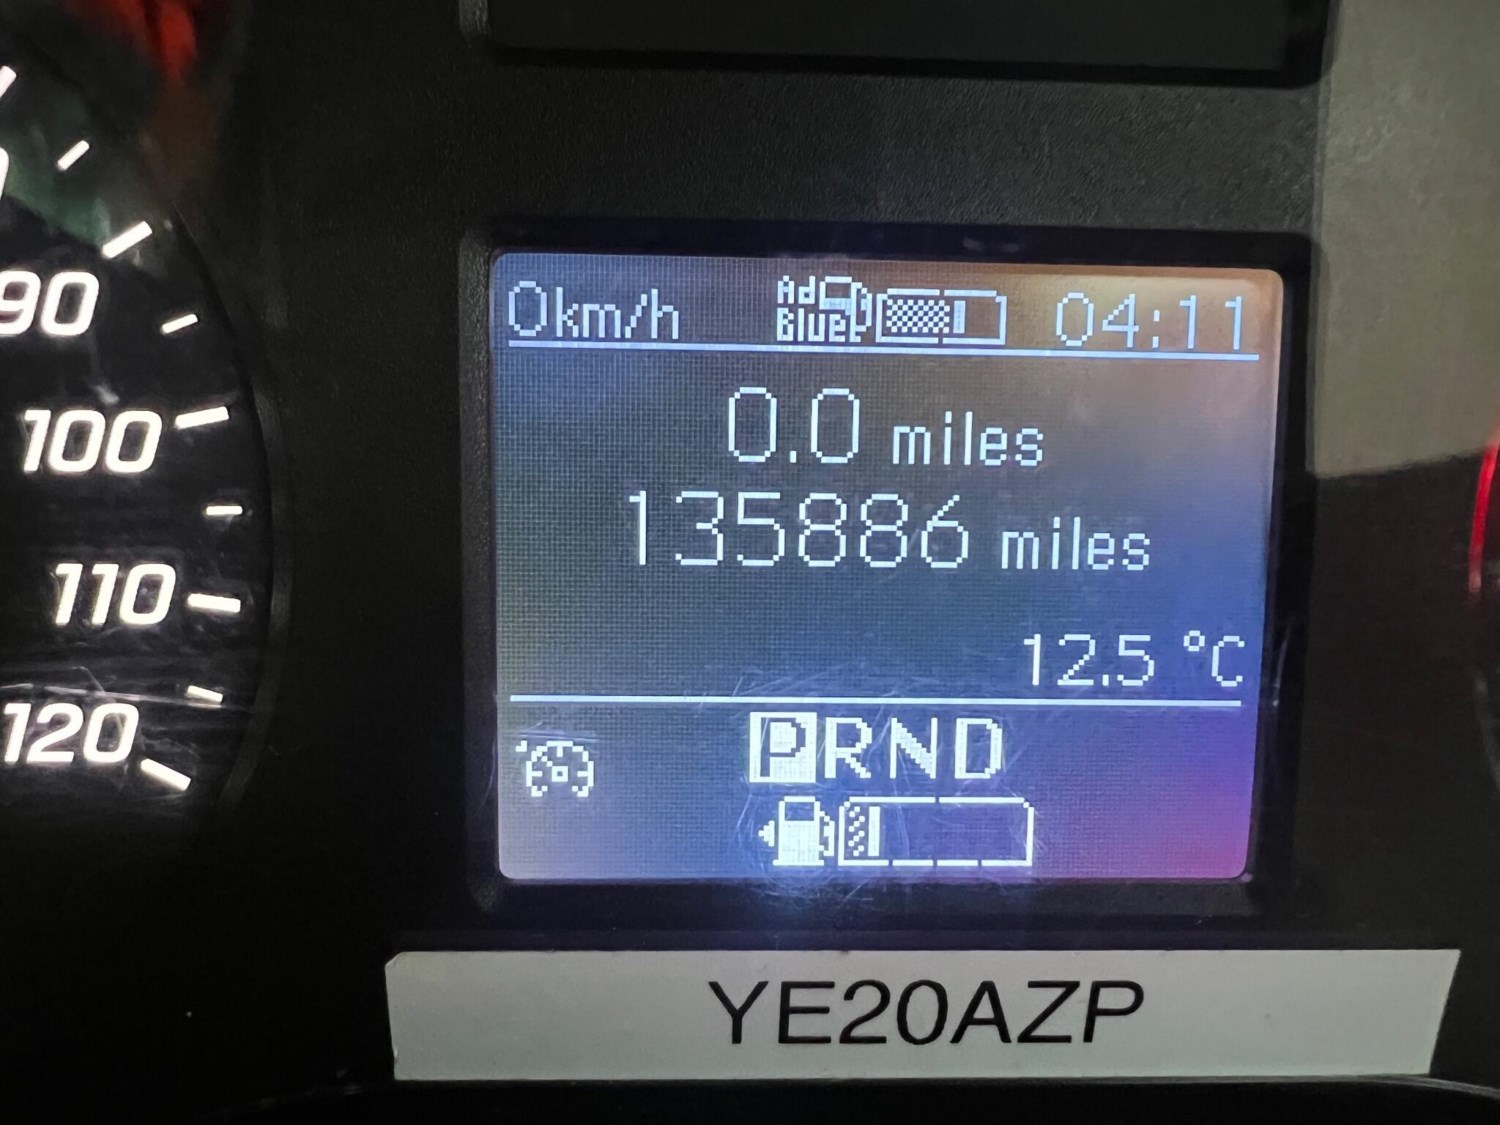 90
100
110
120
0km/h
Ad
Blue
04:11
0.0 miles
135886 miles
12.5 °C
PRND
YE20AZP